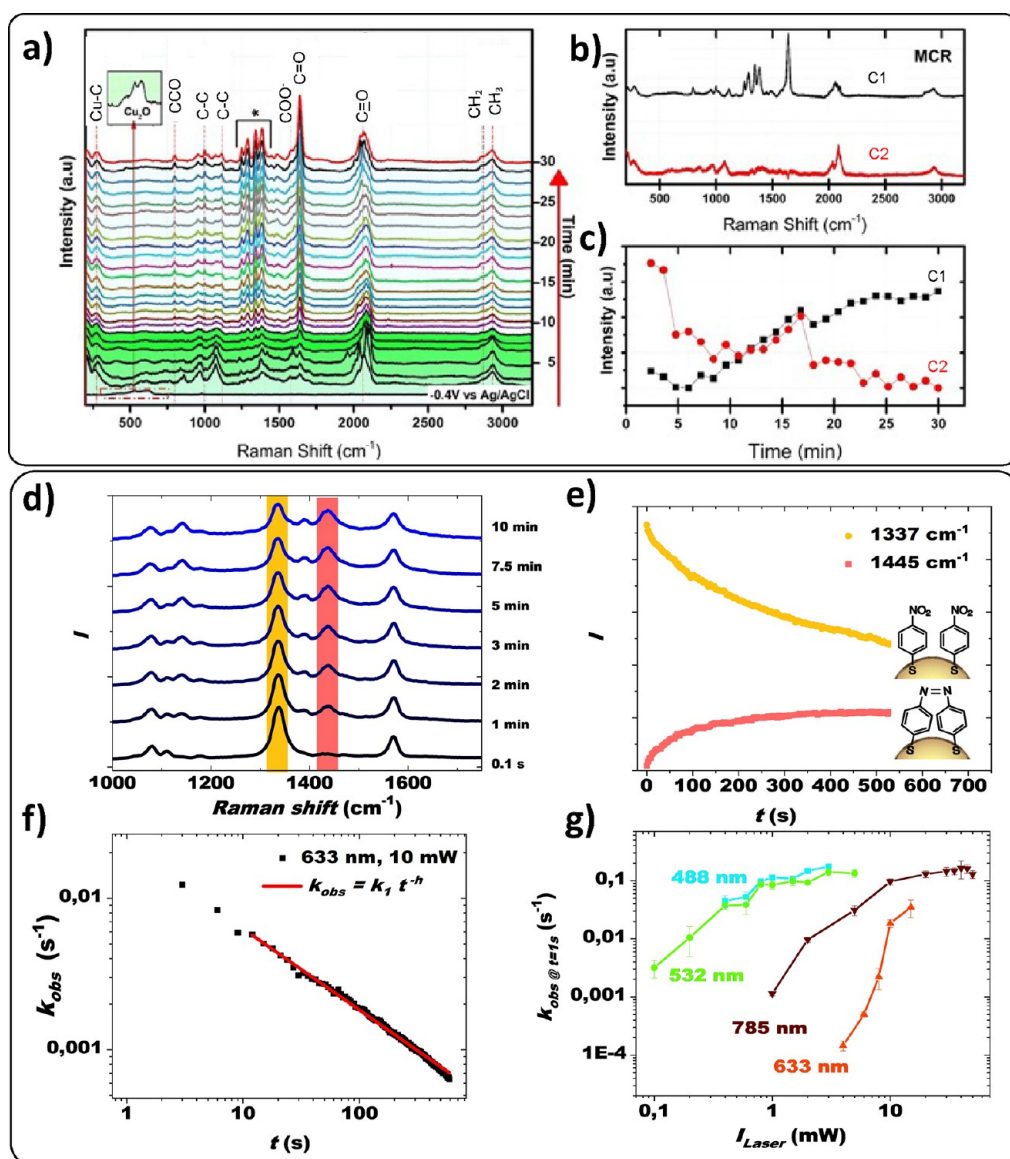 a)
Cu-C
Cu2O
CCO
C-C
C-C
*
COO-
C=O
C≡O
CH2
CH3
Intensity (a.u)
30
25
20
15
10
5
Time (min)
-0.4V vs Ag/AgCl
500 1000 1500 2000 2500 3000
Raman Shift (cm-1)
b)
MCR
C1
C2
Intensity (a.u)
500 1000 1500 2000 2500 3000
Raman Shift (cm-1)
c)
C1
C2
Intensity (a.u)
0 5 10 15 20 25 30
Time (min)
d)
10 min
7.5 min
5 min
3 min
2 min
1 min
0.1 s
I
1000 1250 1500 1750
Raman shift (cm-1)
e)
1337 cm-1
1445 cm-1
NO2 NO2
S S
N=N
S S
I
0 100 200 300 400 500 600 700
t (s)
f)
633 nm, 10 mW
kobs = k1 t-h
0,01
0,001
kobs (s-1)
1 10 100
t (s)
g)
488 nm
532 nm
785 nm
633 nm
0,1
0,01
0,001
1E-4
kobs @ t=1s (s-1)
0,1 1 10
ILaser (mW)